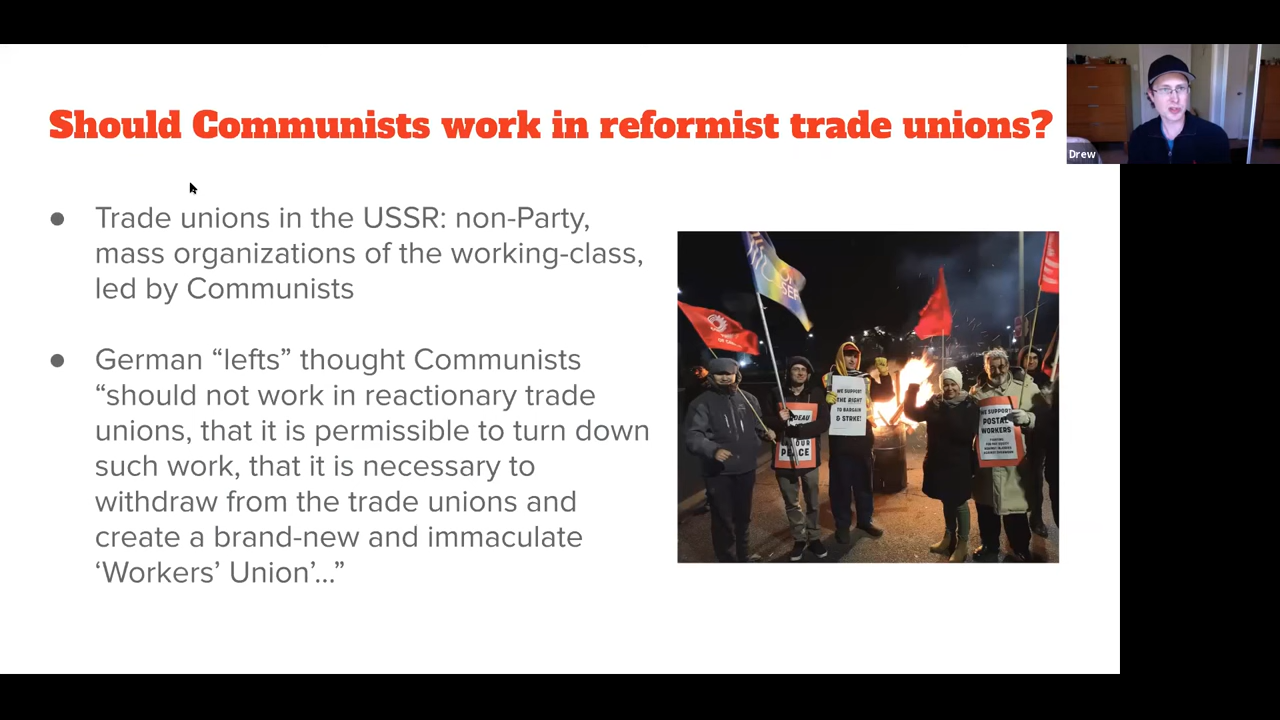 Should Communists work in reformist trade unions?
Drew
● Trade unions in the USSR: non-Party,
mass organizations of the working-class,
led by Communists
● German “lefts” thought Communists
“should not work in reactionary trade
unions, that it is permissible to turn down
such work, that it is necessary to
withdraw from the trade unions and
create a brand-new and immaculate
‘Workers’ Union’...”
WE SUPPORT
THE RIGHT
TO BARGAIN
& STRIKE!
OUR
PEACE
WE SUPPORT
POSTAL
WORKERS